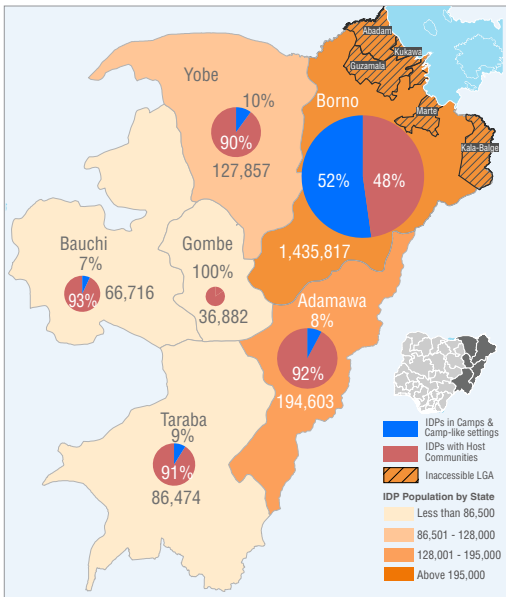 Abadam
Kukawa
Guzamala
Yobe
Borno
10%
90%
127,857
Marte
Kala-Balge
52%
48%
1,435,817
Bauchi
7%
93%
66,716
Gombe
100%
36,882
Adamawa
8%
92%
194,603
Taraba
9%
91%
86,474
IDPs in Camps &
Camp-like settings
IDPs with Host
Communities
Inaccessible LGA
IDP Population by State
Less than 86,500
86,501 - 128,000
128,001 - 195,000
Above 195,000